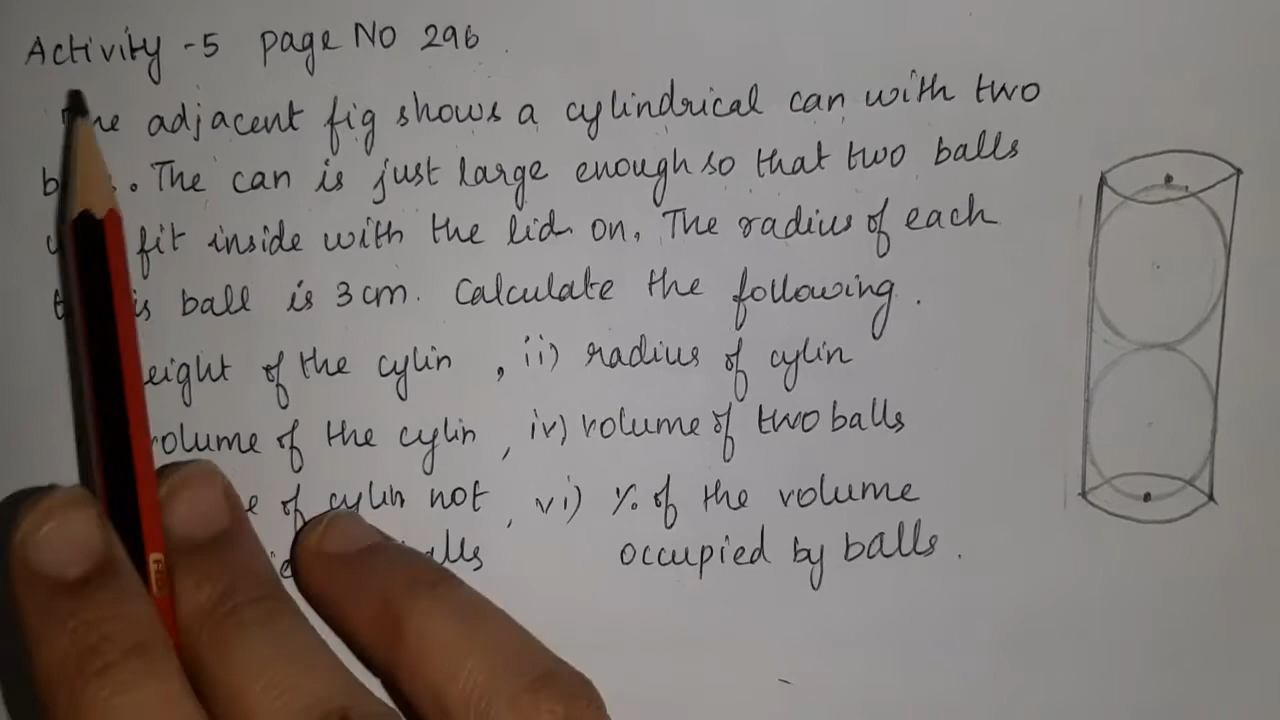 Activity -5 page No 296
The adjacent fig shows a cylindrical can with two
. The can is just large enough so that two balls
fit inside with the lid on. The radius of each
is ball is 3 cm. Calculate the following.
eight of the cylin , ii) radius of cylin
volume of the cylin , iv) volume of two balls
of cylin not , vi) % of the volume
occupied by balls.